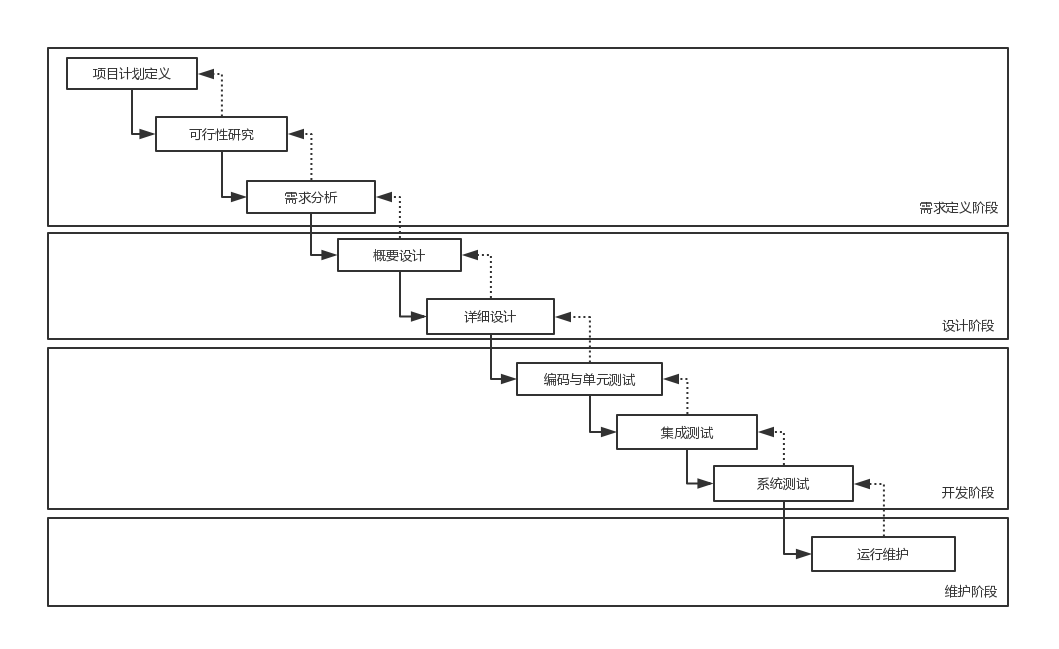 项目计划定义
可行性研究
需求分析
需求定义阶段
概要设计
详细设计
设计阶段
编码与单元测试
集成测试
系统测试
开发阶段
运行维护
维护阶段